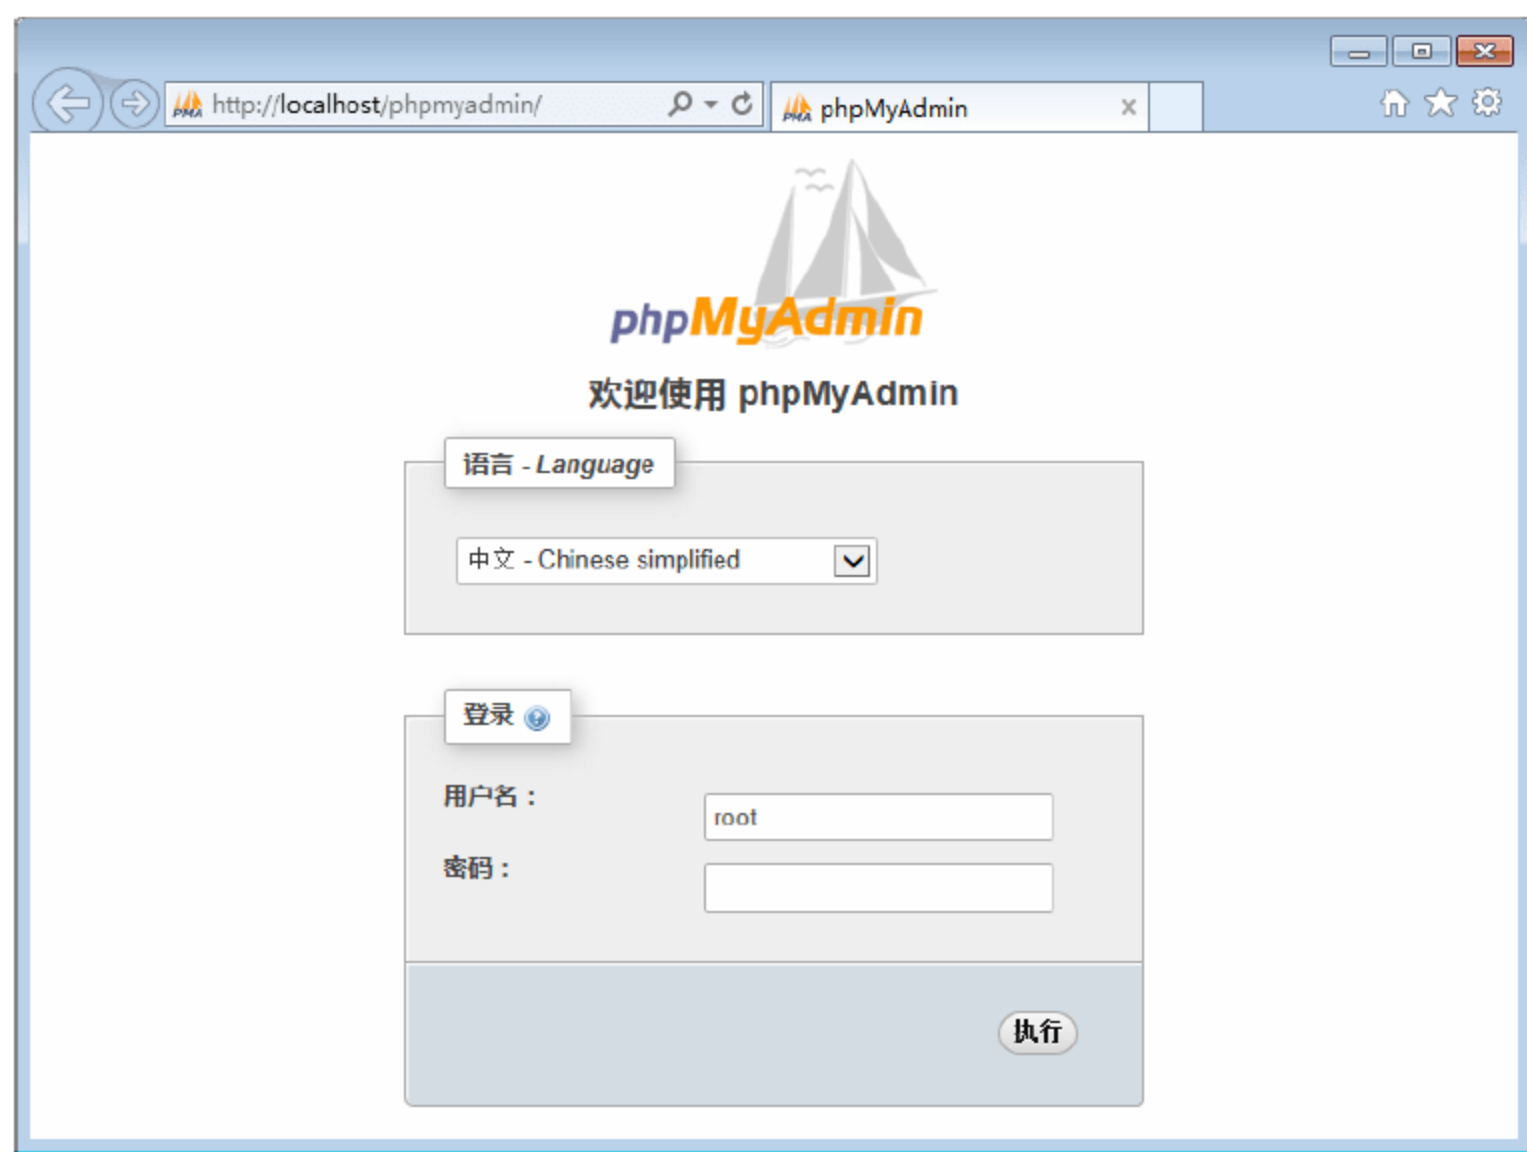 http://localhost/phpmyadmin/
phpMyAdmin
phpMyAdmin
欢迎使用 phpMyAdmin
语言 - Language
中文 - Chinese simplified
登录
用户名：
root
密码：
执行